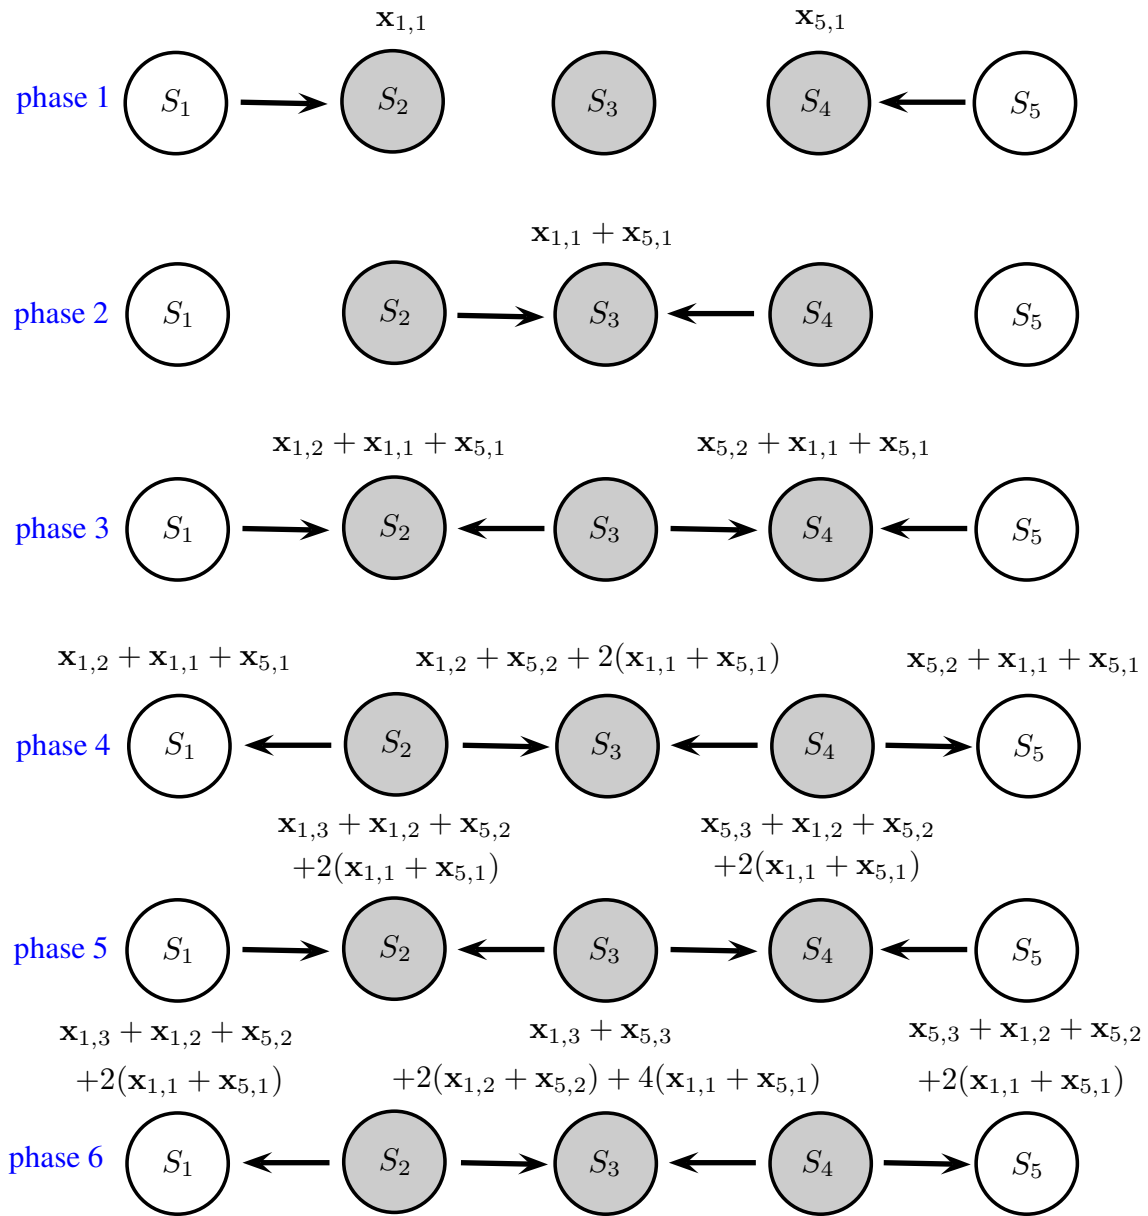 x₁,₁ x₅,₁
phase 1 S₁ S₂ S₃ S₄ S₅
x₁,₁ + x₅,₁
phase 2 S₁ S₂ S₃ S₄ S₅
x₁,₂ + x₁,₁ + x₅,₁ x₅,₂ + x₁,₁ + x₅,₁
phase 3 S₁ S₂ S₃ S₄ S₅
x₁,₂ + x₁,₁ + x₅,₁ x₁,₂ + x₅,₂ + 2(x₁,₁ + x₅,₁) x₅,₂ + x₁,₁ + x₅,₁
phase 4 S₁ S₂ S₃ S₄ S₅
x₁,₃ + x₁,₂ + x₅,₂ x₅,₃ + x₁,₂ + x₅,₂
+2(x₁,₁ + x₅,₁) +2(x₁,₁ + x₅,₁)
phase 5 S₁ S₂ S₃ S₄ S₅
x₁,₃ + x₁,₂ + x₅,₂ x₁,₃ + x₅,₃ x₅,₃ + x₁,₂ + x₅,₂
+2(x₁,₁ + x₅,₁) +2(x₁,₂ + x₅,₂) + 4(x₁,₁ + x₅,₁) +2(x₁,₁ + x₅,₁)
phase 6 S₁ S₂ S₃ S₄ S₅